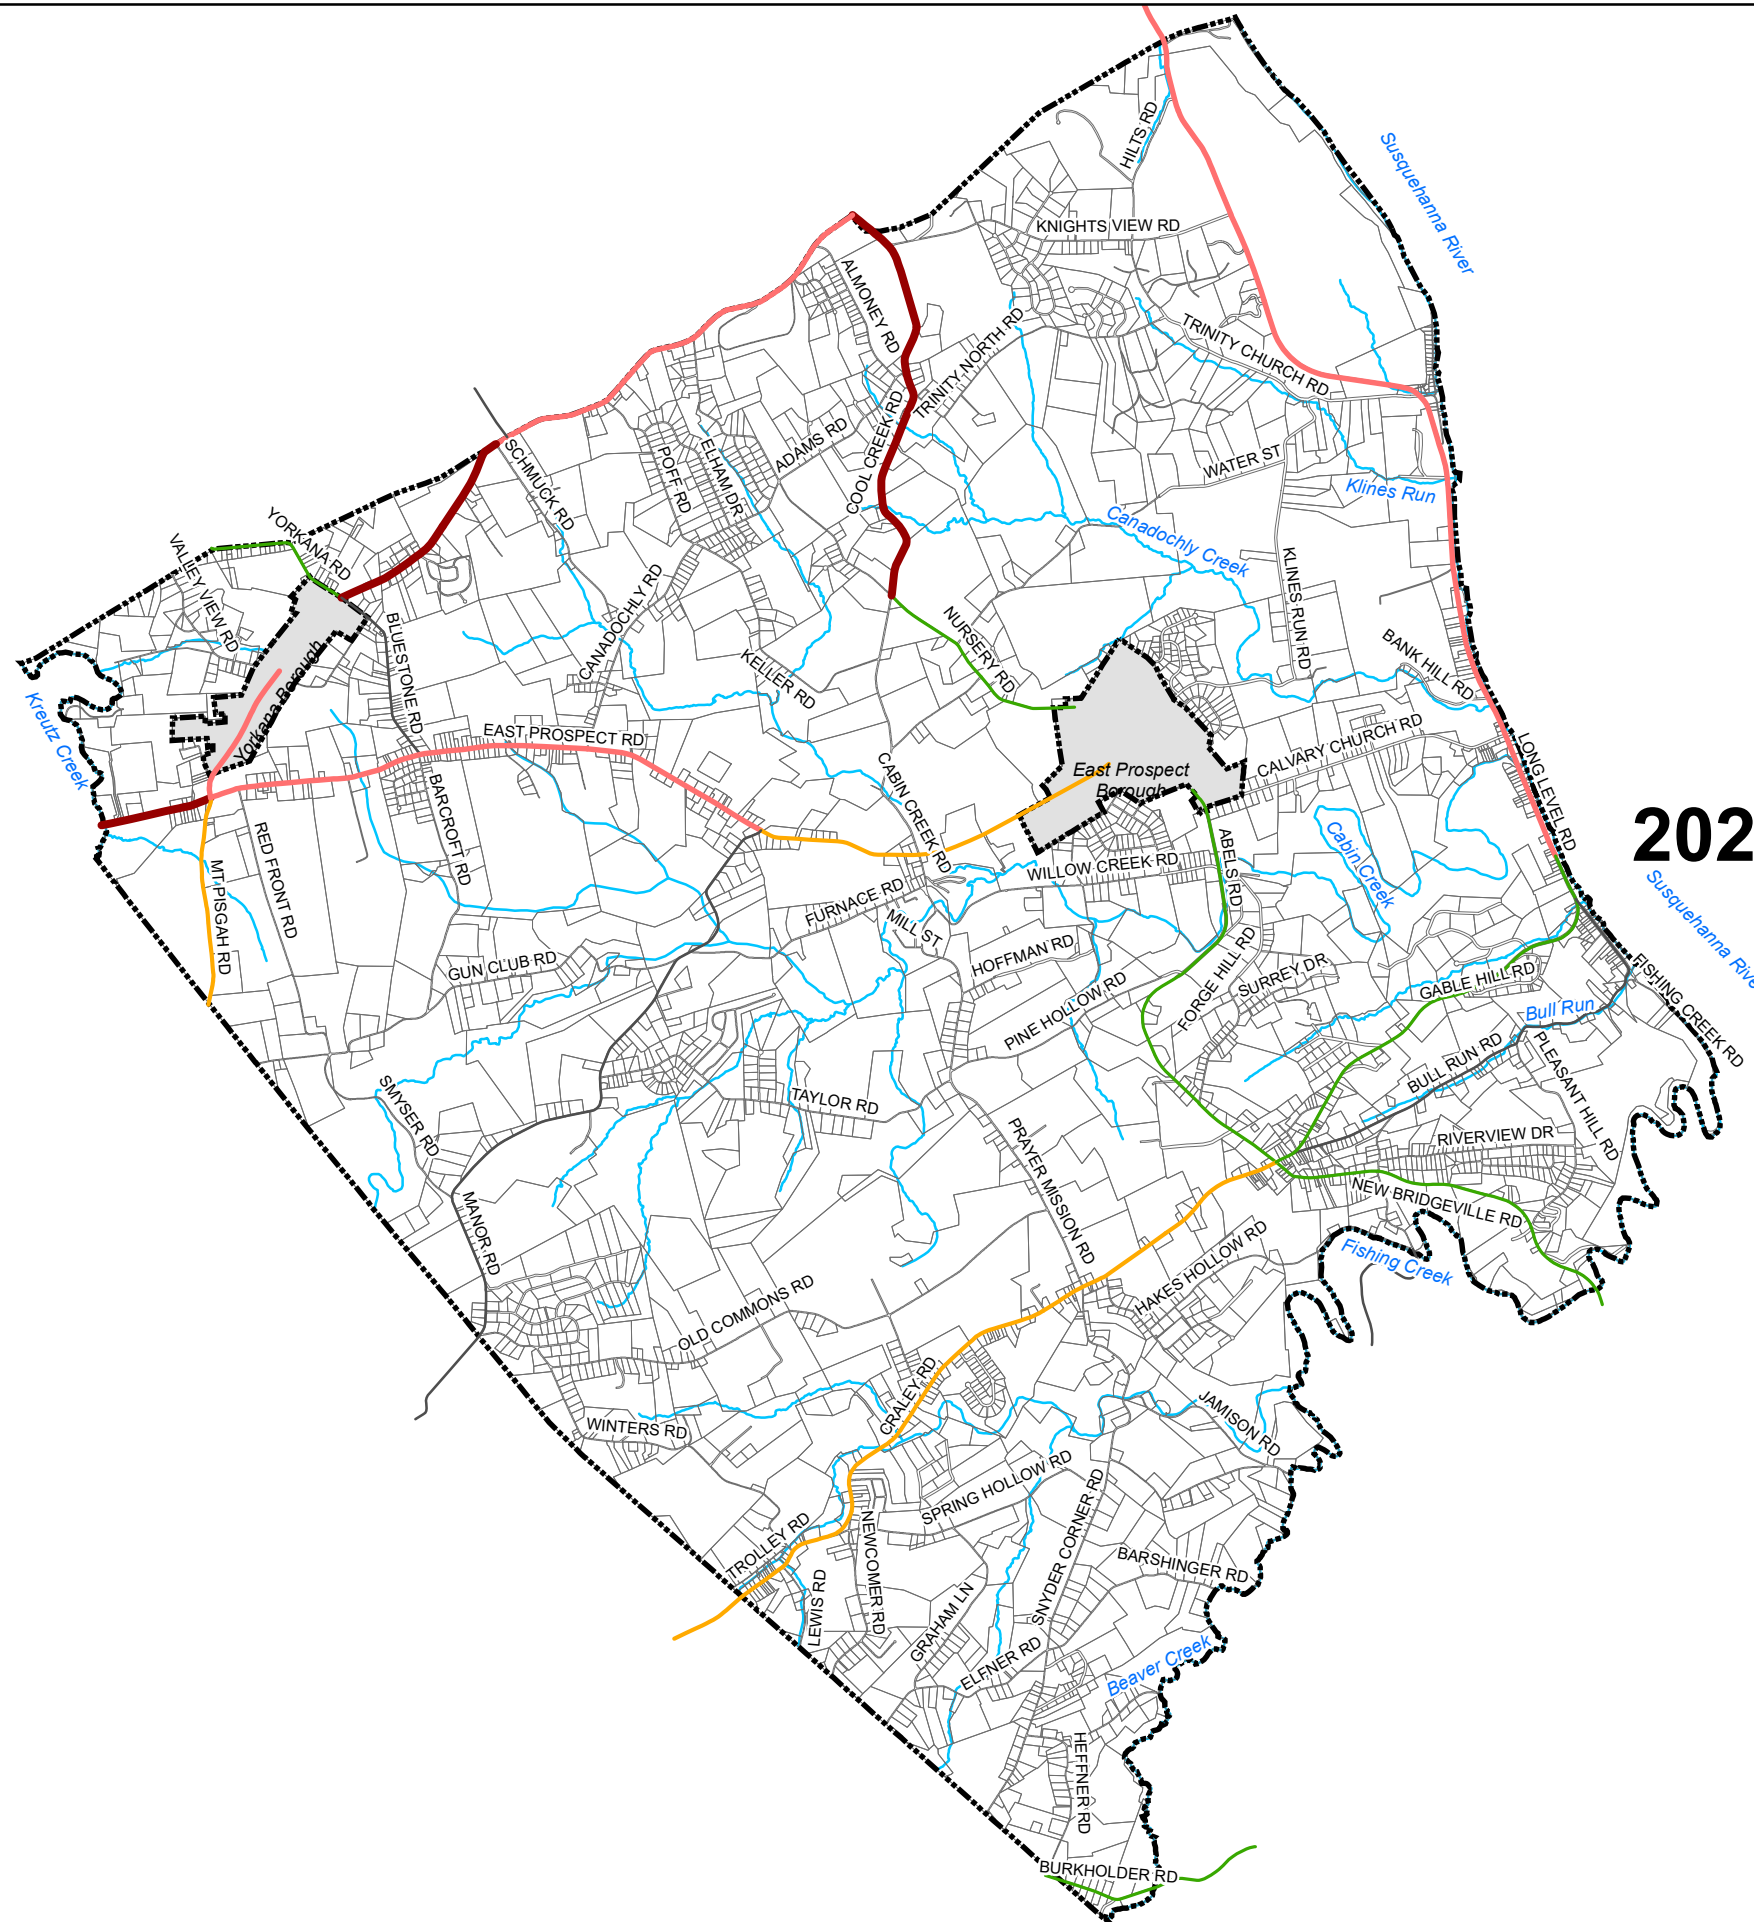 HILTS RD
Susquehanna River
KNIGHTS VIEW RD
ALMONEY RD
TRINITY NORTH RD
TRINITY CHURCH RD
COOL CREEK RD
ADAMS RD
ELHAM DR
POFF RD
SCHMUCK RD
WATER ST
Klines Run
Canadochly Creek
YORKANA RD
VALLEY VIEW RD
KLINES RUN RD
CANADOCHLY RD
BLUESTONE RD
NURSERY RD
KELLER RD
BANK HILL RD
Yorkana Borough
Kreutz Creek
EAST PROSPECT RD
CALVARY CHURCH RD
LONG LEVEL RD
East Prospect
Borough
CABIN CREEK RD
BARCROFT RD
RED FRONT RD
MT PISGAH RD
202
Cabin Creek
ABELS RD
WILLOW CREEK RD
FURNACE RD
MILL ST
Susquehanna Rive
HOFFMAN RD
GUN CLUB RD
FORGE HILL RD
SURREY DR
GABLE HILL RD
FISHING CREEK RD
PINE HOLLOW RD
Bull Run
BULL RUN RD
PLEASANT HILL RD
SMYSER RD
TAYLOR RD
PRAYER MISSION RD
RIVERVIEW DR
NEW BRIDGEVILLE RD
MANOR RD
HAKES HOLLOW RD
Fishing Creek
OLD COMMONS RD
CRALEY RD
JAMISON RD
WINTERS RD
SPRING HOLLOW RD
SNYDER CORNER RD
TROLLEY RD
NEWCOMER RD
BARSHINGER RD
LEWIS RD
GRAHAM LN
ELFNER RD
Beaver Creek
HEFFNER RD
BURKHOLDER RD